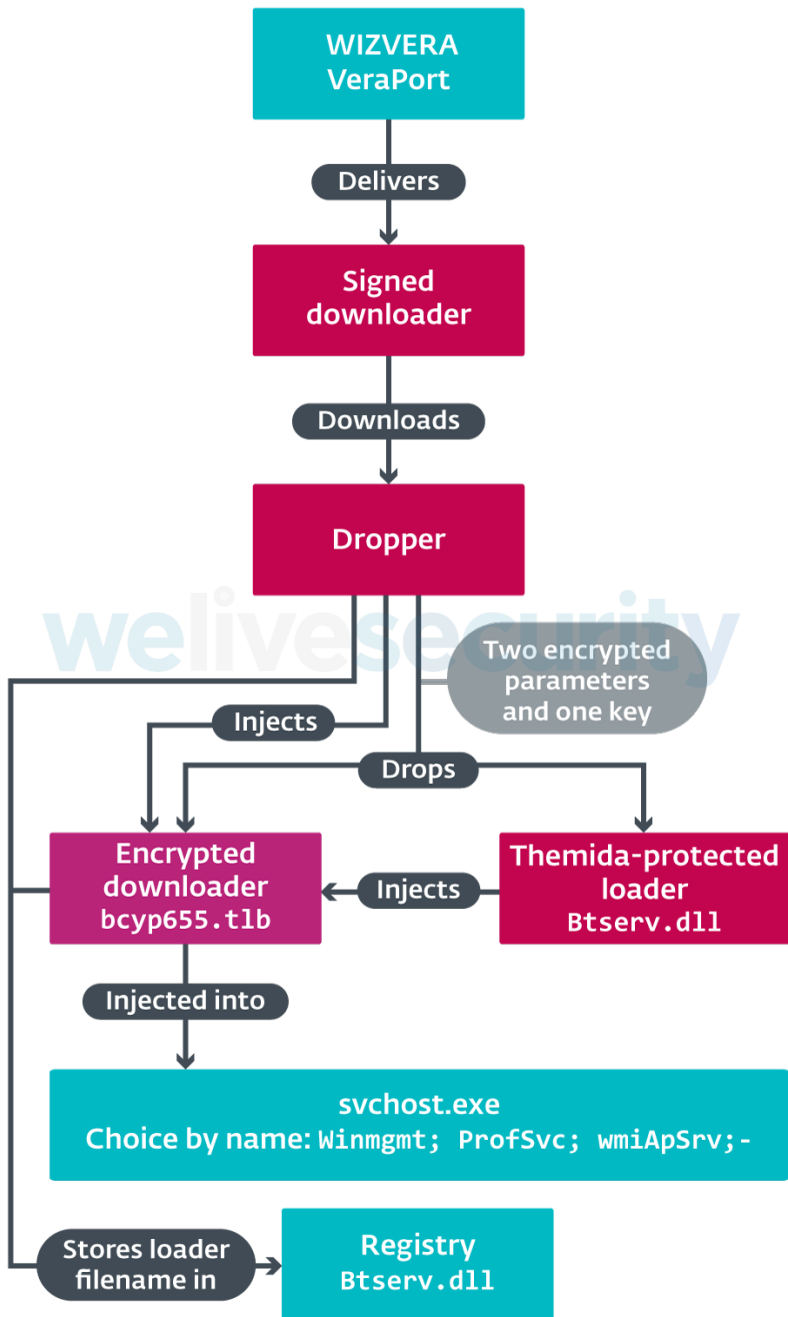 WIZVERA
VeraPort
Delivers
Signed
downloader
Downloads
Dropper
welivesecurity
Two encrypted
parameters
and one key
Injects
Drops
Encrypted
downloader
bcyp655.tlb
Injects
Themida-protected
loader
Btserv.dll
Injected into
svchost.exe
Choice by name: Winmgmt; ProfSvc; wmiApSrv;-
Stores loader
filename in
Registry
Btserv.dll